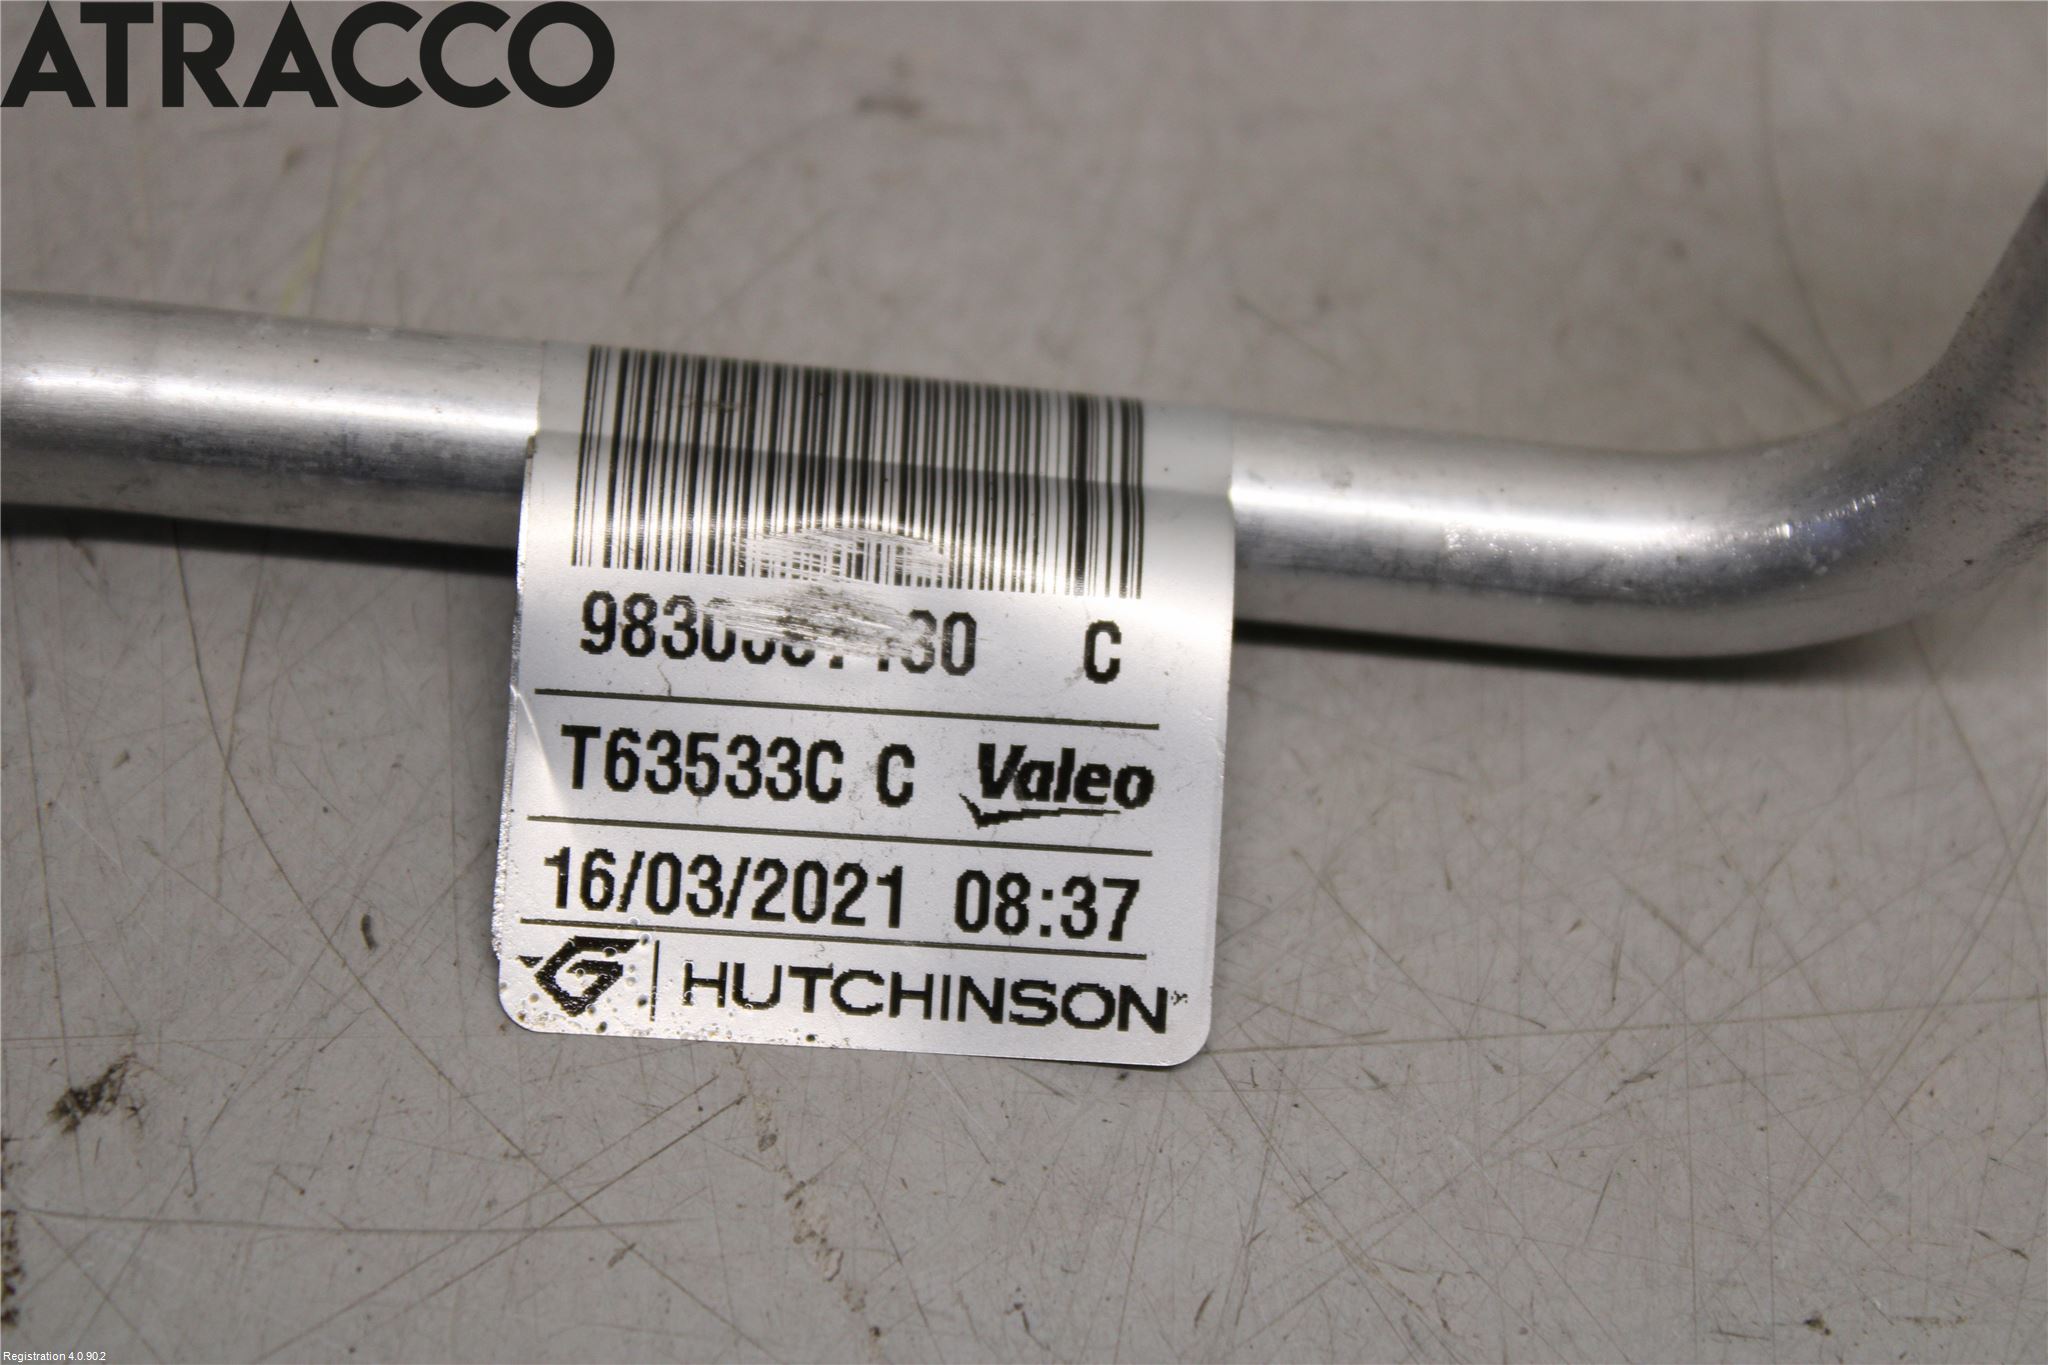 ATRACCO
C
T63533C C Valeo
16/03/2021 08:37
HUTCHINSON
Registration 4.0.90.2